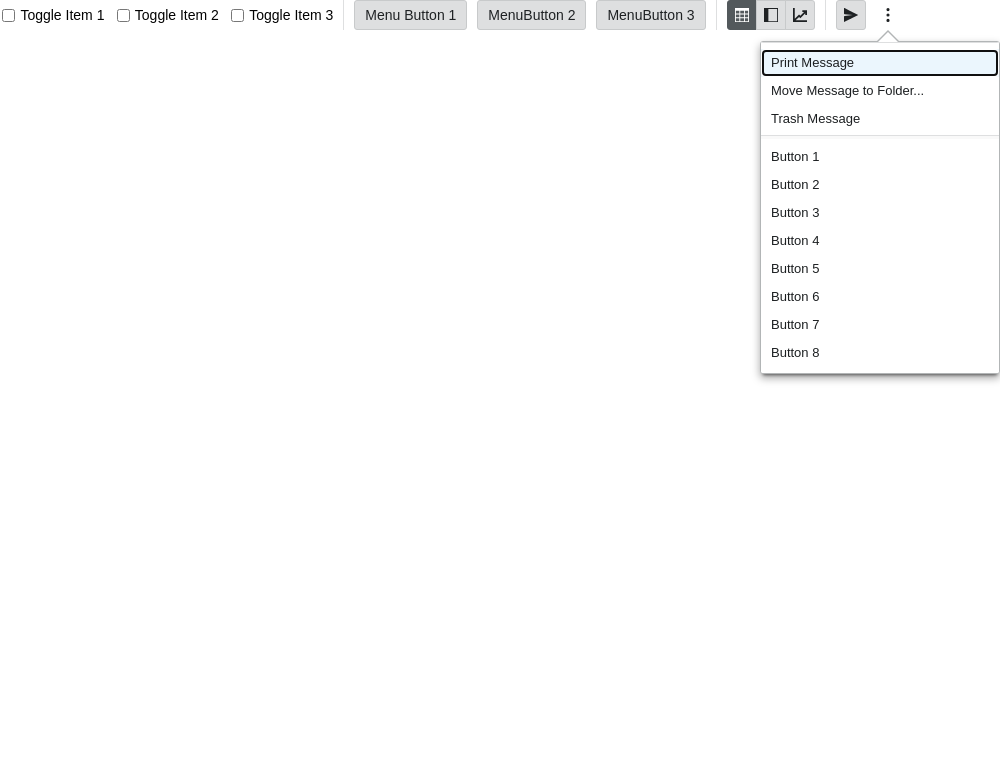 Toggle Item 1 Toggle Item 2 Toggle Item 3 Menu Button 1 MenuButton 2 MenuButton 3
Print Message
Move Message to Folder...
Trash Message
Button 1
Button 2
Button 3
Button 4
Button 5
Button 6
Button 7
Button 8